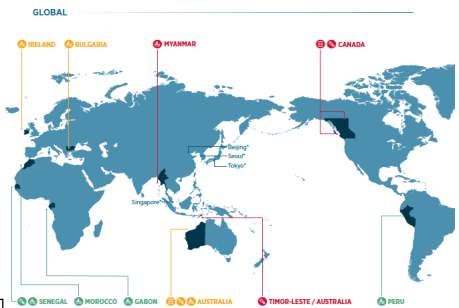 GLOBAL
IRELAND
BULGARIA
MYANMAR
CANADA
Beijing*
Seoul*
Tokyo*
Singapore*
SENEGAL
MOROCCO
GABON
AUSTRALIA
TIMOR-LESTE / AUSTRALIA
PERU